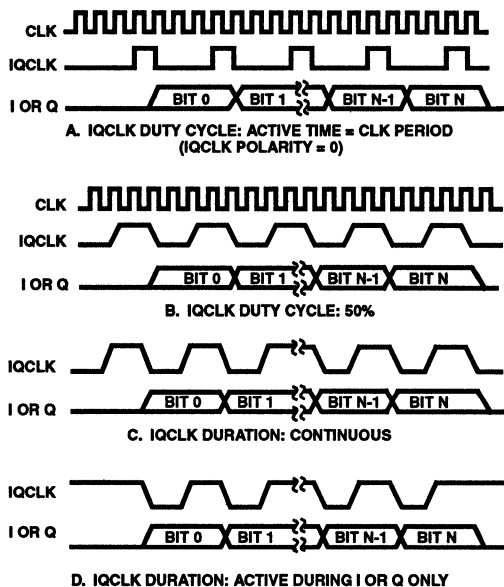 CLK
IQCLK
I OR Q BIT 0 BIT 1 BIT N-1 BIT N
A. IQCLK DUTY CYCLE: ACTIVE TIME = CLK PERIOD
(IQCLK POLARITY = 0)
CLK
IQCLK
I OR Q BIT 0 BIT 1 BIT N-1 BIT N
B. IQCLK DUTY CYCLE: 50%
IQCLK
I OR Q BIT 0 BIT 1 BIT N-1 BIT N
C. IQCLK DURATION: CONTINUOUS
IQCLK
I OR Q BIT 0 BIT 1 BIT N-1 BIT N
D. IQCLK DURATION: ACTIVE DURING I OR Q ONLY